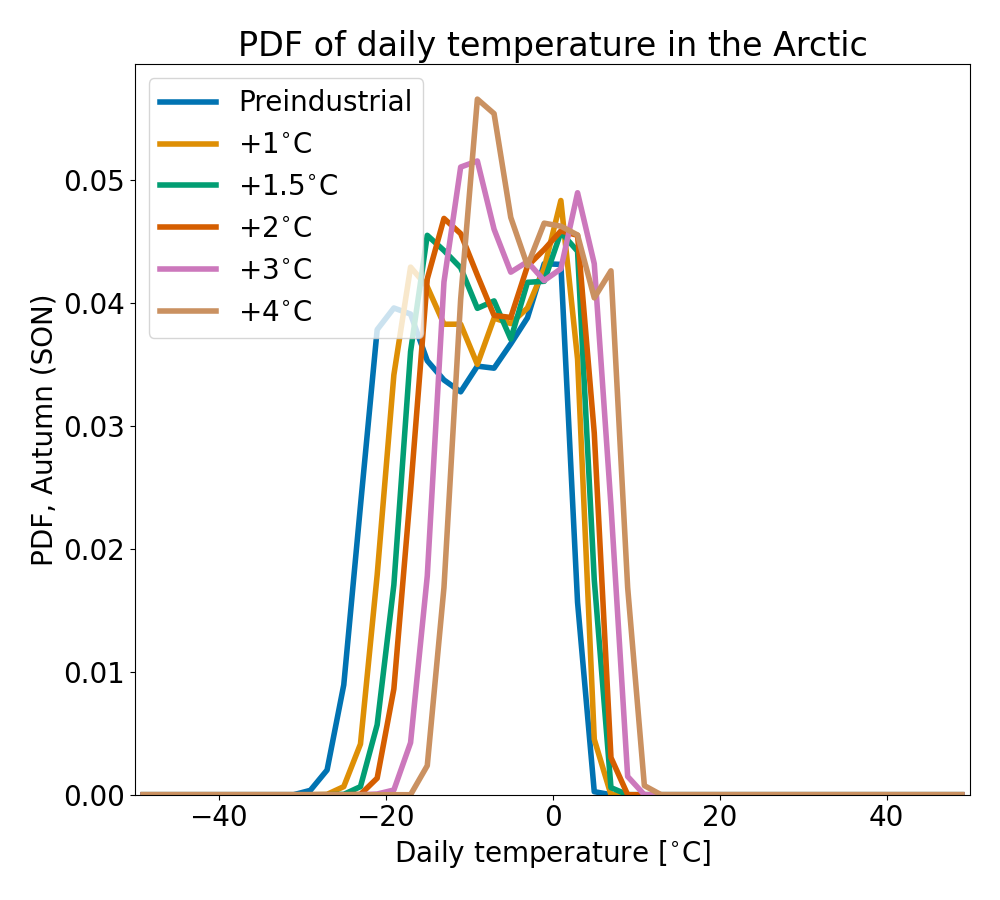 PDF of daily temperature in the Arctic
Preindustrial
+1°C
+1.5°C
+2°C
+3°C
+4°C
PDF, Autumn (SON)
0.05
0.04
0.03
0.02
0.01
0.00
−40
−20
0
20
40
Daily temperature [°C]